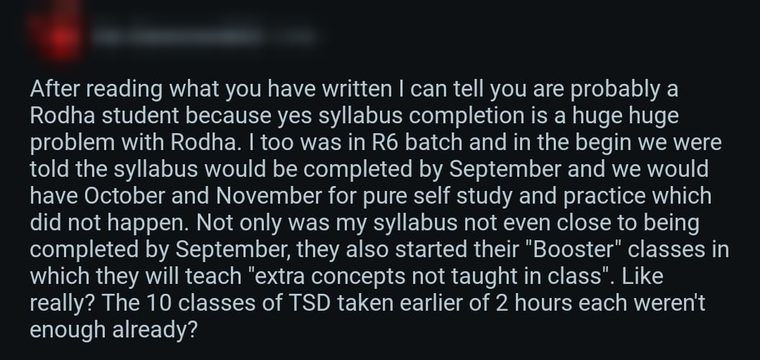 After reading what you have written I can tell you are probably a
Rodha student because yes syllabus completion is a huge huge
problem with Rodha. I too was in R6 batch and in the begin we were
told the syllabus would be completed by September and we would
have October and November for pure self study and practice which
did not happen. Not only was my syllabus not even close to being
completed by September, they also started their "Booster" classes in
which they will teach "extra concepts not taught in class". Like
really? The 10 classes of TSD taken earlier of 2 hours each weren't
enough already?